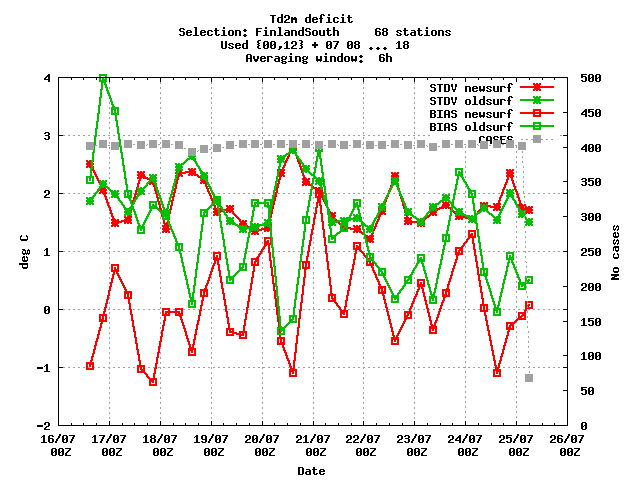 Td2m deficit
Selection: FinlandSouth 68 stations
Used {00,12} + 07 08 ... 18
Averaging window: 6h
STDV newsurf
STDV oldsurf
BIAS newsurf
BIAS oldsurf
CASES
4
3
2
1
0
-1
-2
deg C
500
450
400
350
300
250
200
150
100
50
0
No cases
16/07 17/07 18/07 19/07 20/07 21/07 22/07 23/07 24/07 25/07 26/07
00Z 00Z 00Z 00Z 00Z 00Z 00Z 00Z 00Z 00Z 00Z
Date